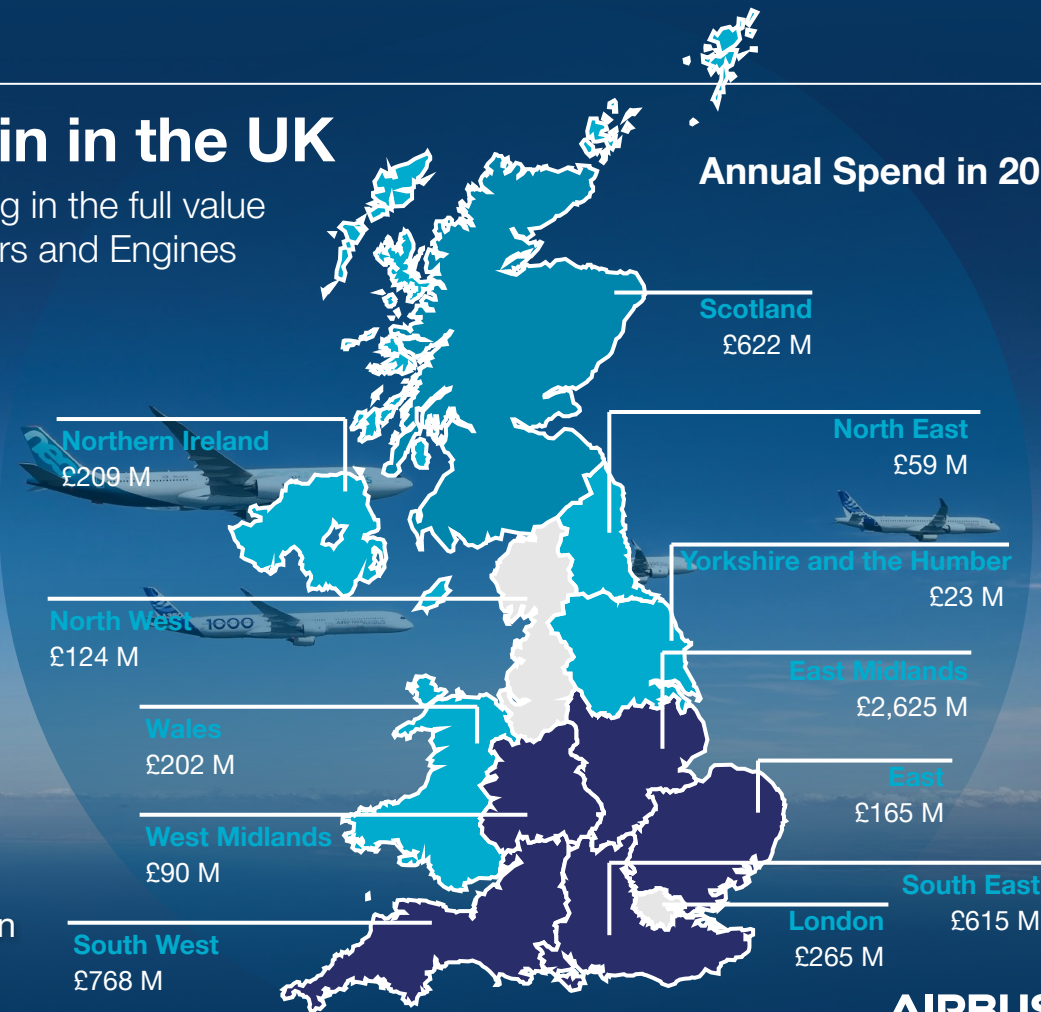 in in the UK
g in the full value
rs and Engines
Annual Spend in 20
Scotland
£622 M
Northern Ireland
£209 M
North East
£59 M
Yorkshire and the Humber
£23 M
North West
£124 M
1000
East Midlands
£2,625 M
Wales
£202 M
East
£165 M
West Midlands
£90 M
South East
£615 M
London
£265 M
n
South West
£768 M
AIRBUS